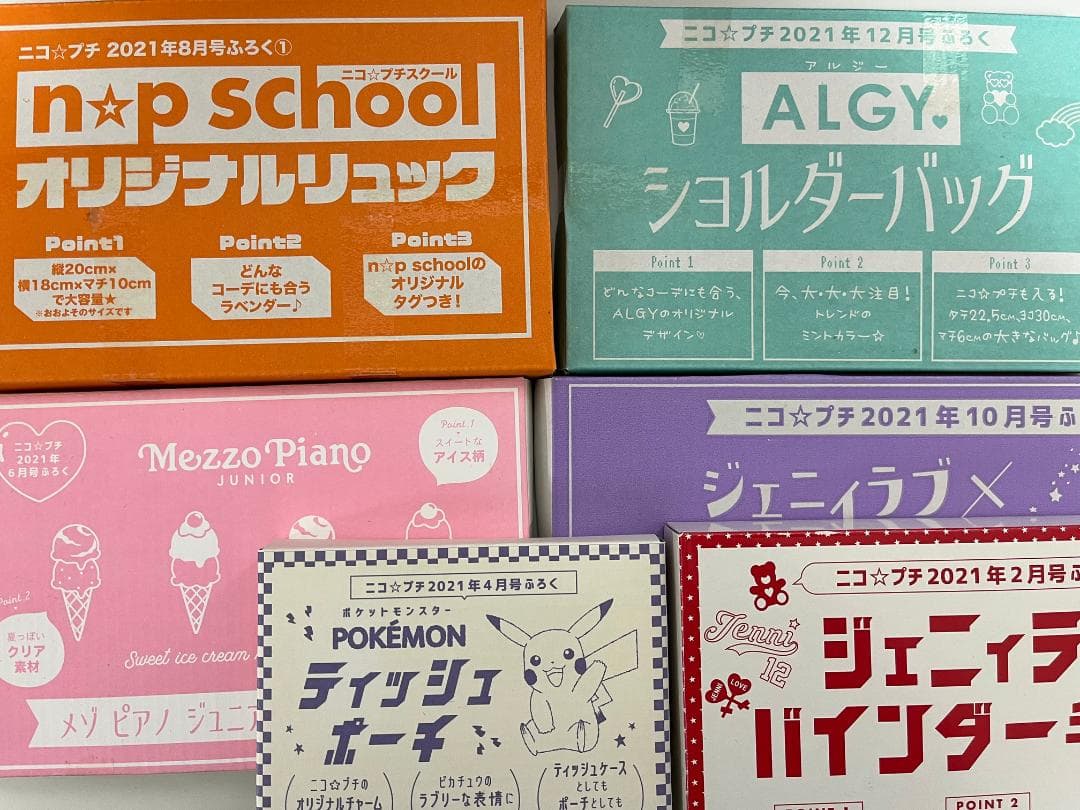 ニコ☆プチ 2021年8月号ふろく①
ニコ☆プチスクール
n☆p school
オリジナルリュック
Point1
縦20cm×
横18cm×マチ10cm
で大容量★
※おおよそのサイズです
Point2
どんな
コーデにも合う
ラベンダー♪
Point3
n☆p schoolの
オリジナル
タグつき!
ニコ☆プチ2021年12月号ふろく
アルジー
ALGY♥
ショルダーバッグ
Point 1
どんなコーデにも合う、
ALGYのオリジナル
デザイン♡
Point 2
今、大・大・大注目!
トレンドの
ミントカラー☆
Point 3
ニコ☆プチも入る!
タテ22.5cm、ヨコ30cm、
マチ6cmの大きなバッグ♪
ニコ☆プチ
2021年
6月号ふろく
Mezzo Piano
JUNIOR
Point.1
スイートな
アイス柄
Point.2
夏っぽい
クリア
素材
Sweet ice cream
メゾ ピアノ ジュニア
ニコ☆プチ2021年10月号ふ
ジェニィラブ×
ニコ☆プチ2021年4月号ふろく
ポケットモンスター
POKÉMON
ティッシュ
ポーチ
ニコ☆プチの
オリジナルチャーム
ピカチュウの
ラブリーな表情に
ティッシュケース
としても
ポーチとしても
ニコ☆プチ2021年2月号ふ
Jenni
12
JENNI
LOVE
ジェニィ
バインダー
POINT 2